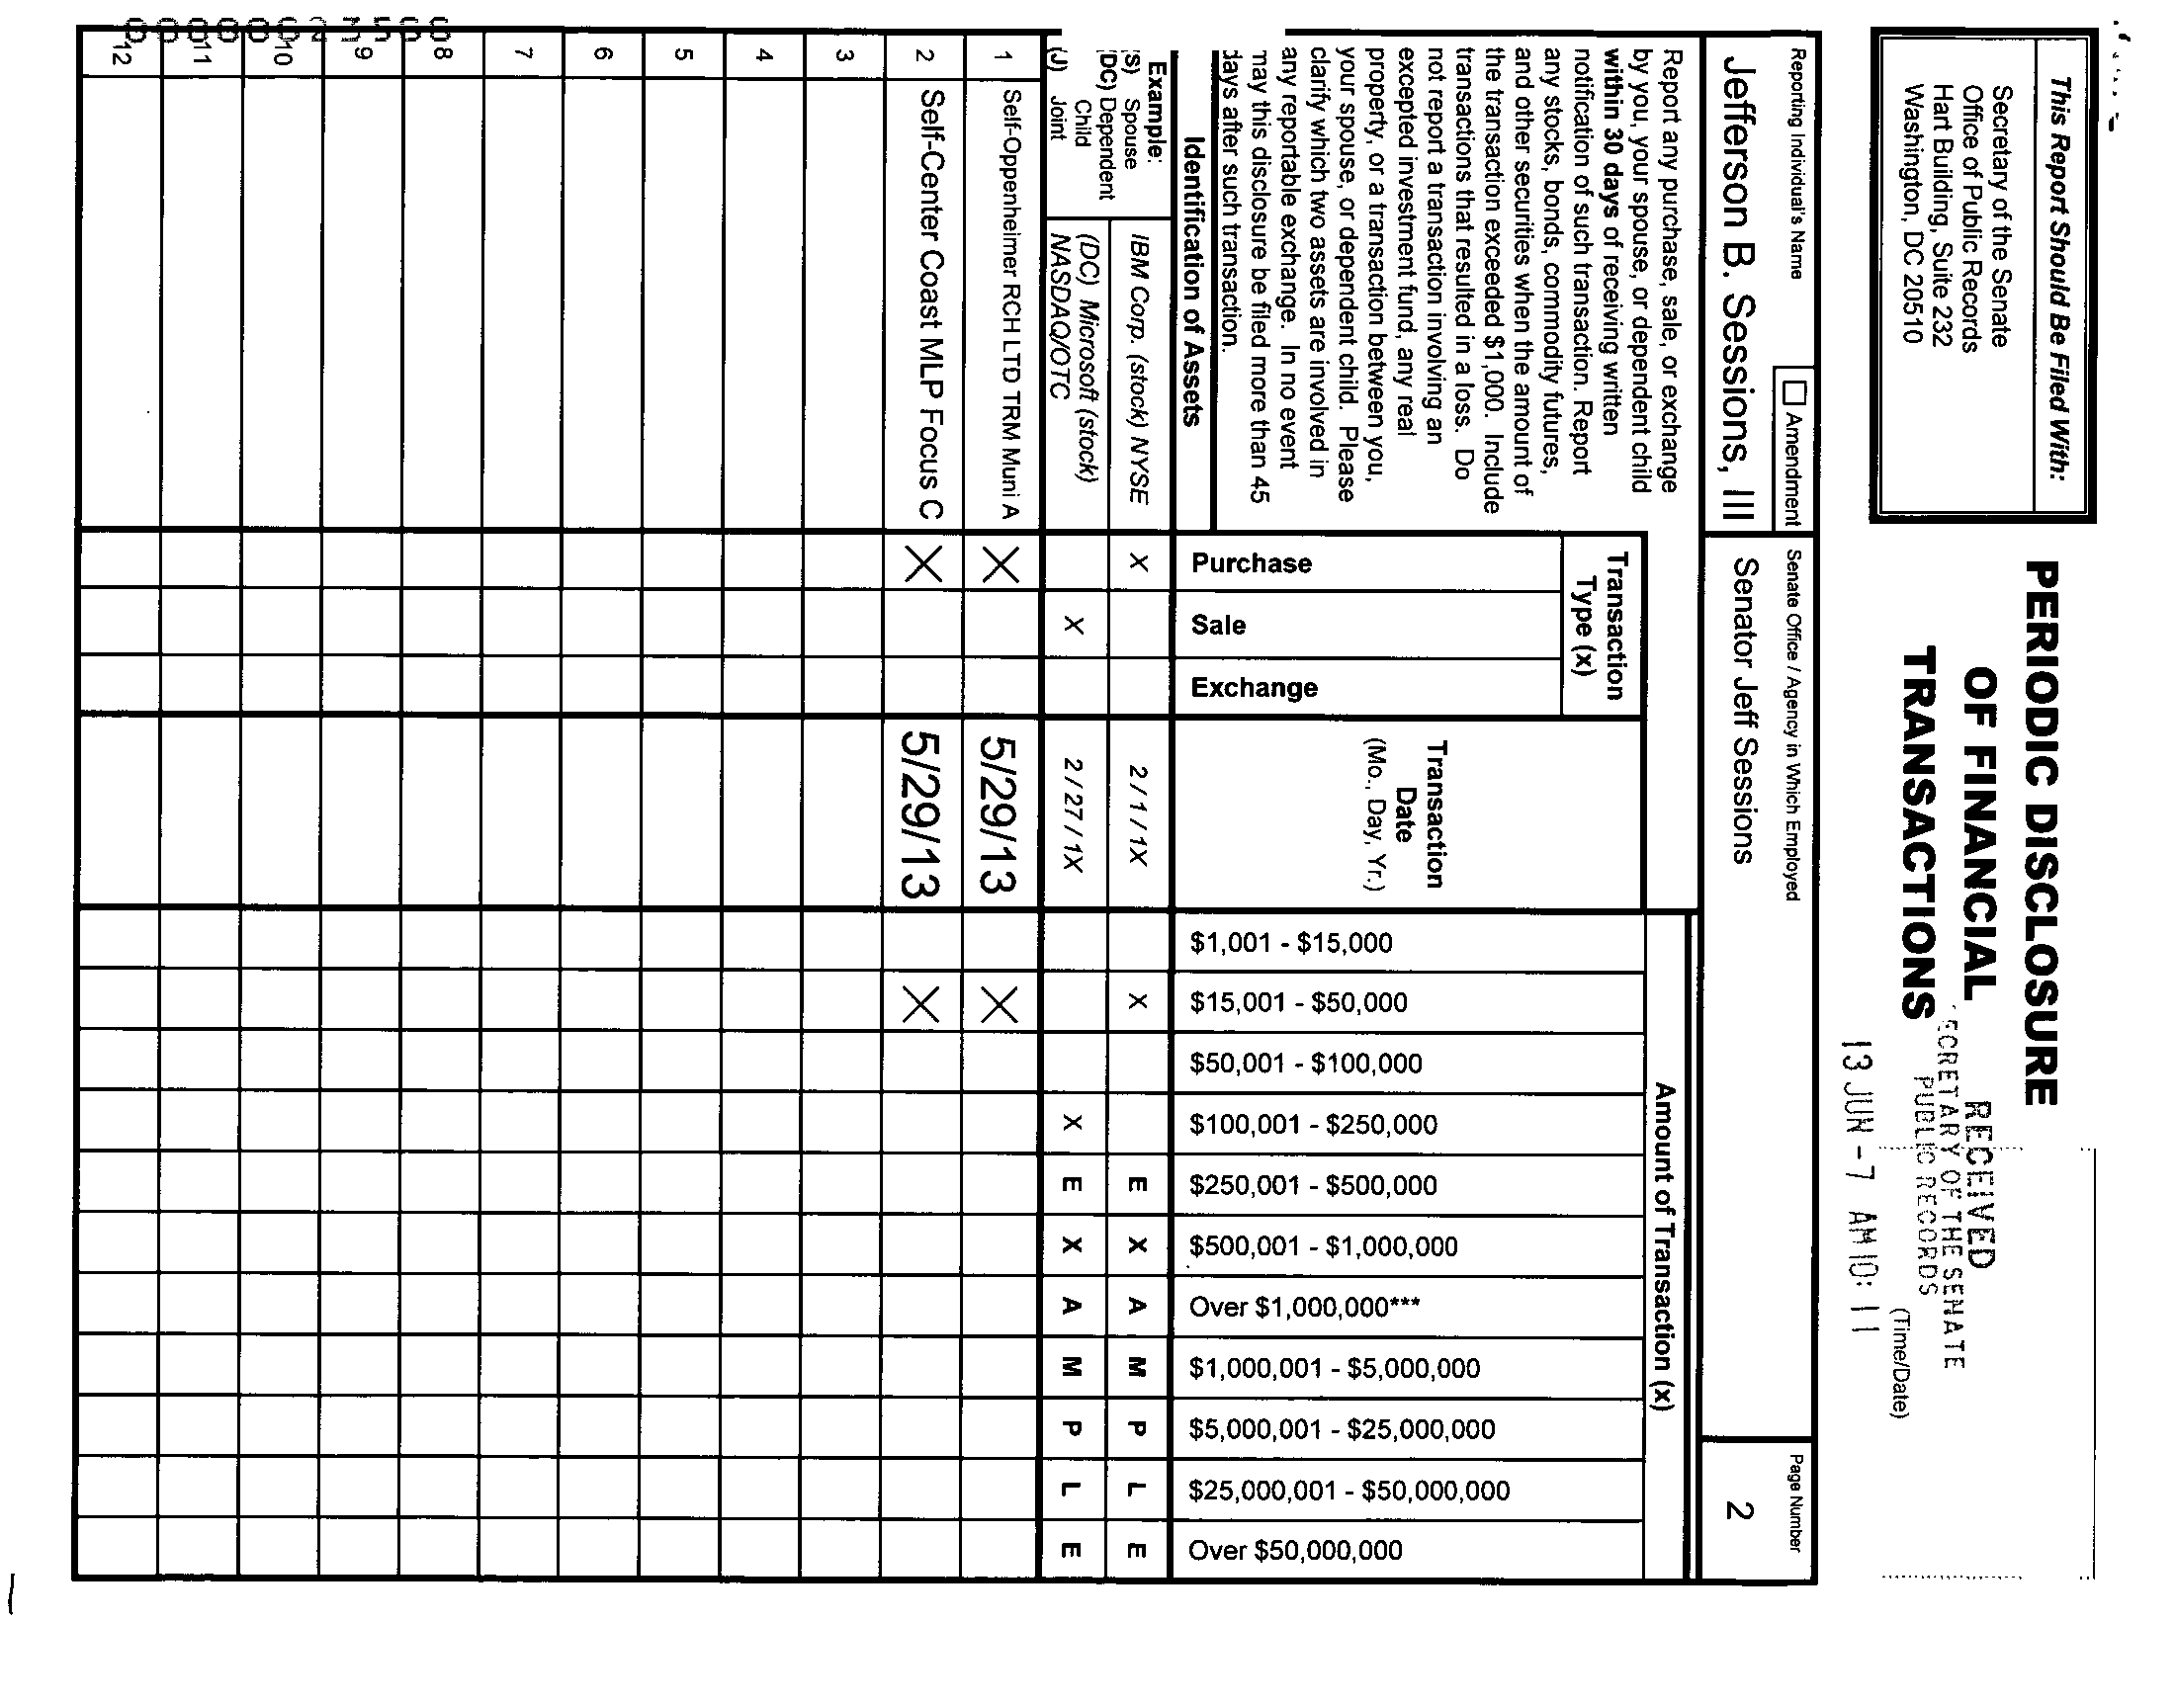 This Report Should Be Filed With:
Secretary of the Senate
Office of Public Records
Hart Building, Suite 232
Washington, DC 20510
PERIODIC DISCLOSURE
OF FINANCIAL
TRANSACTIONS
RECEIVED
ECRETARY OF THE SENATE
PUBLIC RECORDS
(Time/Date)
13 JUN -7 AM 10: 11
Reporting Individual's Name
Amendment
Senate Office / Agency in Which Employed
Page Number
Jefferson B. Sessions, III
Senator Jeff Sessions
2
Report any purchase, sale, or exchange
by you, your spouse, or dependent child
within 30 days of receiving written
notification of such transaction. Report
any stocks, bonds, commodity futures,
and other securities when the amount of
the transaction exceeded $1,000. Include
transactions that resulted in a loss. Do
not report a transaction involving an
excepted investment fund, any real
property, or a transaction between you,
your spouse, or dependent child. Please
clarify which two assets are involved in
any reportable exchange. In no event
may this disclosure be filed more than 45
days after such transaction.
Transaction
Type (x)
Transaction
Date
(Mo., Day, Yr.)
Amount of Transaction (x)
Identification of Assets
Purchase
Sale
Exchange
$1,001 - $15,000
$15,001 - $50,000
$50,001 - $100,000
$100,001 - $250,000
$250,001 - $500,000
$500,001 - $1,000,000
Over $1,000,000***
$1,000,001 - $5,000,000
$5,000,001 - $25,000,000
$25,000,001 - $50,000,000
Over $50,000,000
Example:
(S) Spouse
(DC) Dependent
Child
(J) Joint
IBM Corp. (stock) NYSE X 2 / 1 / 1X X E X A M P L E
(DC) Microsoft (stock)
NASDAQ/OTC X 2 / 27 / 1X X E X A M P L E
1 Self-Oppenheimer RCH LTD TRM Muni A X 5/29/13 X
2 Self-Center Coast MLP Focus C X 5/29/13 X
3
4
5
6
7
8
9
10
11
12